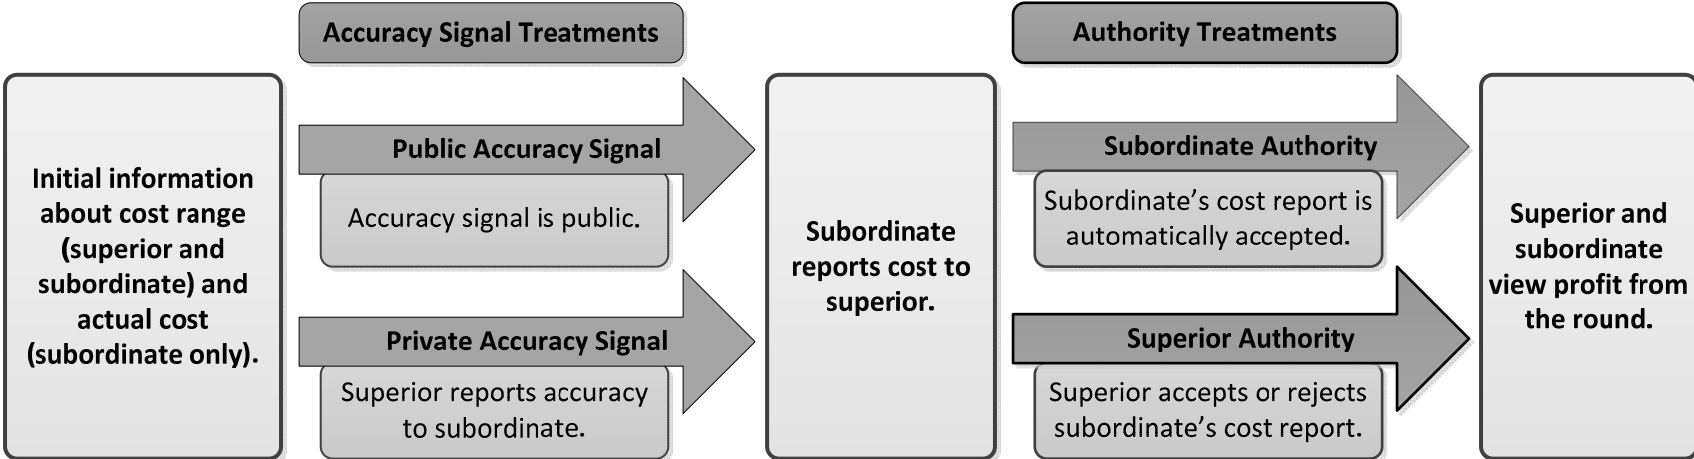 Accuracy Signal Treatments
Authority Treatments
Initial information
about cost range
(superior and
subordinate) and
actual cost
(subordinate only).
Public Accuracy Signal
Accuracy signal is public.
Private Accuracy Signal
Superior reports accuracy
to subordinate.
Subordinate
reports cost to
superior.
Subordinate Authority
Subordinate’s cost report is
automatically accepted.
Superior Authority
Superior accepts or rejects
subordinate’s cost report.
Superior and
subordinate
view profit from
the round.